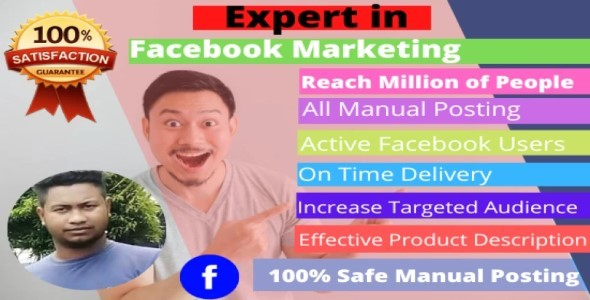 Expert in
100%
SATISFACTION
GUARANTEE
Facebook Marketing
Reach Million of People
All Manual Posting
Active Facebook Users
On Time Delivery
Increase Targeted Audience
Effective Product Description
f
100% Safe Manual Posting